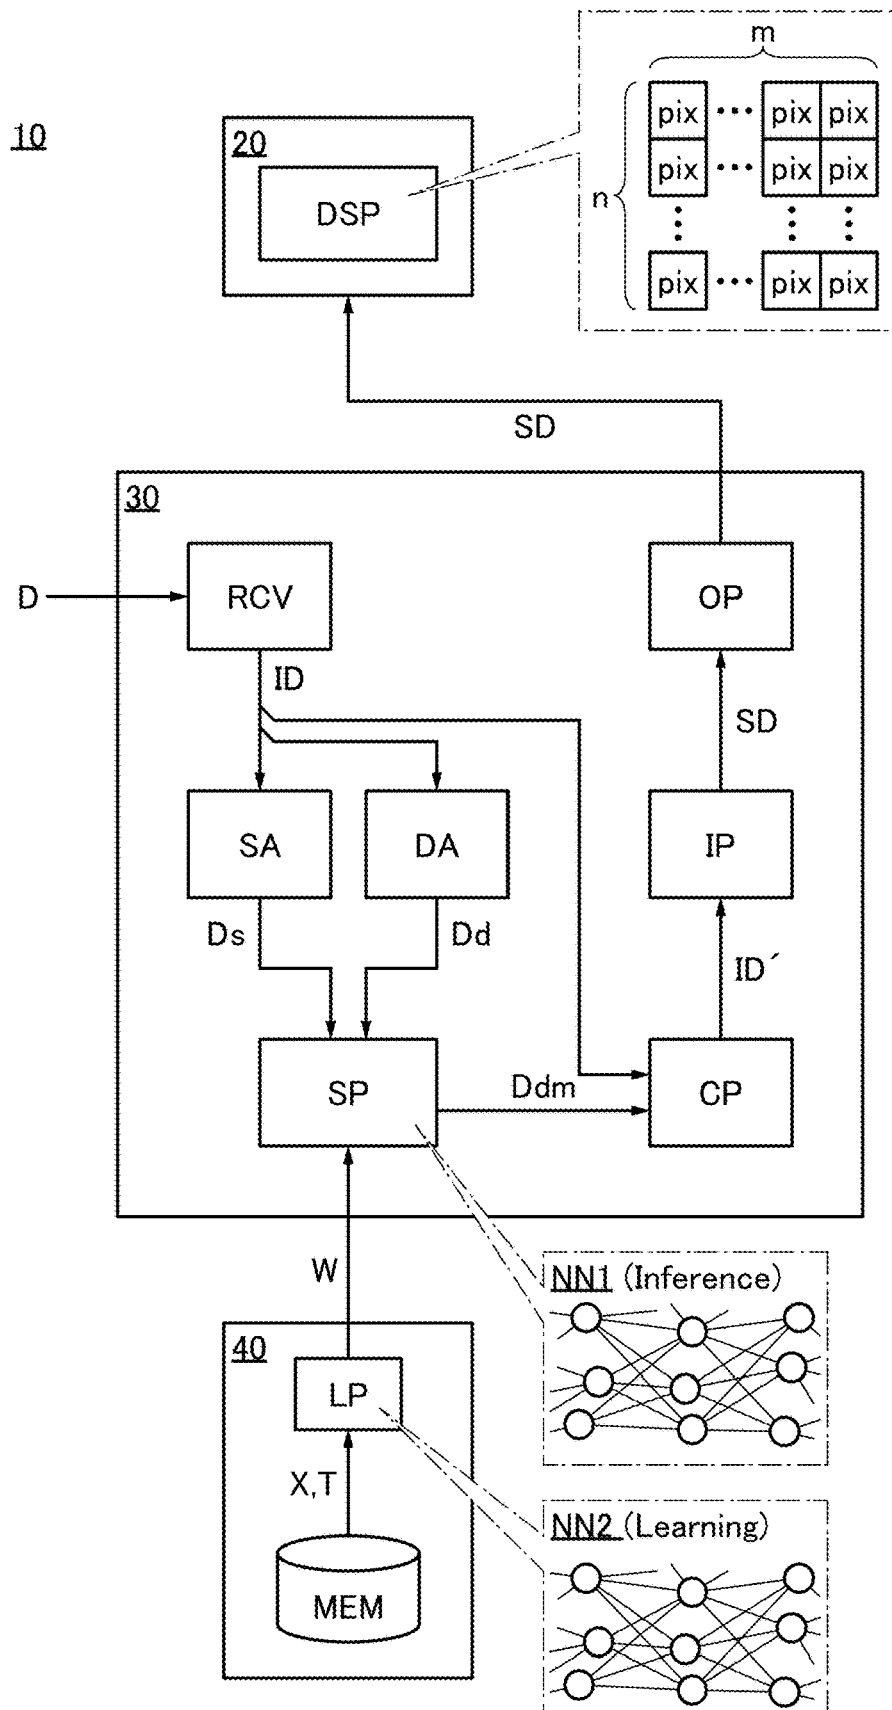 10
20
DSP
m
n
pix ••• pix pix
pix ••• pix pix
pix ••• pix pix
SD
30
D
RCV
OP
ID
SD
SA
DA
IP
Ds
Dd
ID´
SP
Ddm
CP
W
NN1 (Inference)
40
LP
X,T
NN2 (Learning)
MEM